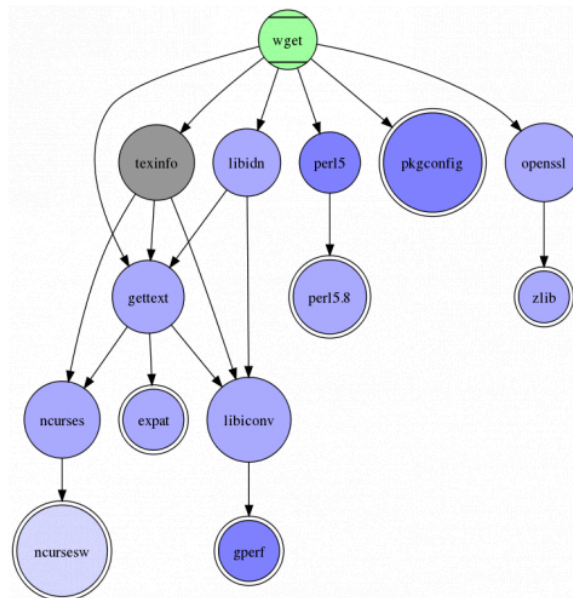 wget
texinfo
libidn
perl5
pkgconfig
openssl
gettext
perl5.8
zlib
ncurses
expat
libiconv
ncursesw
gperf